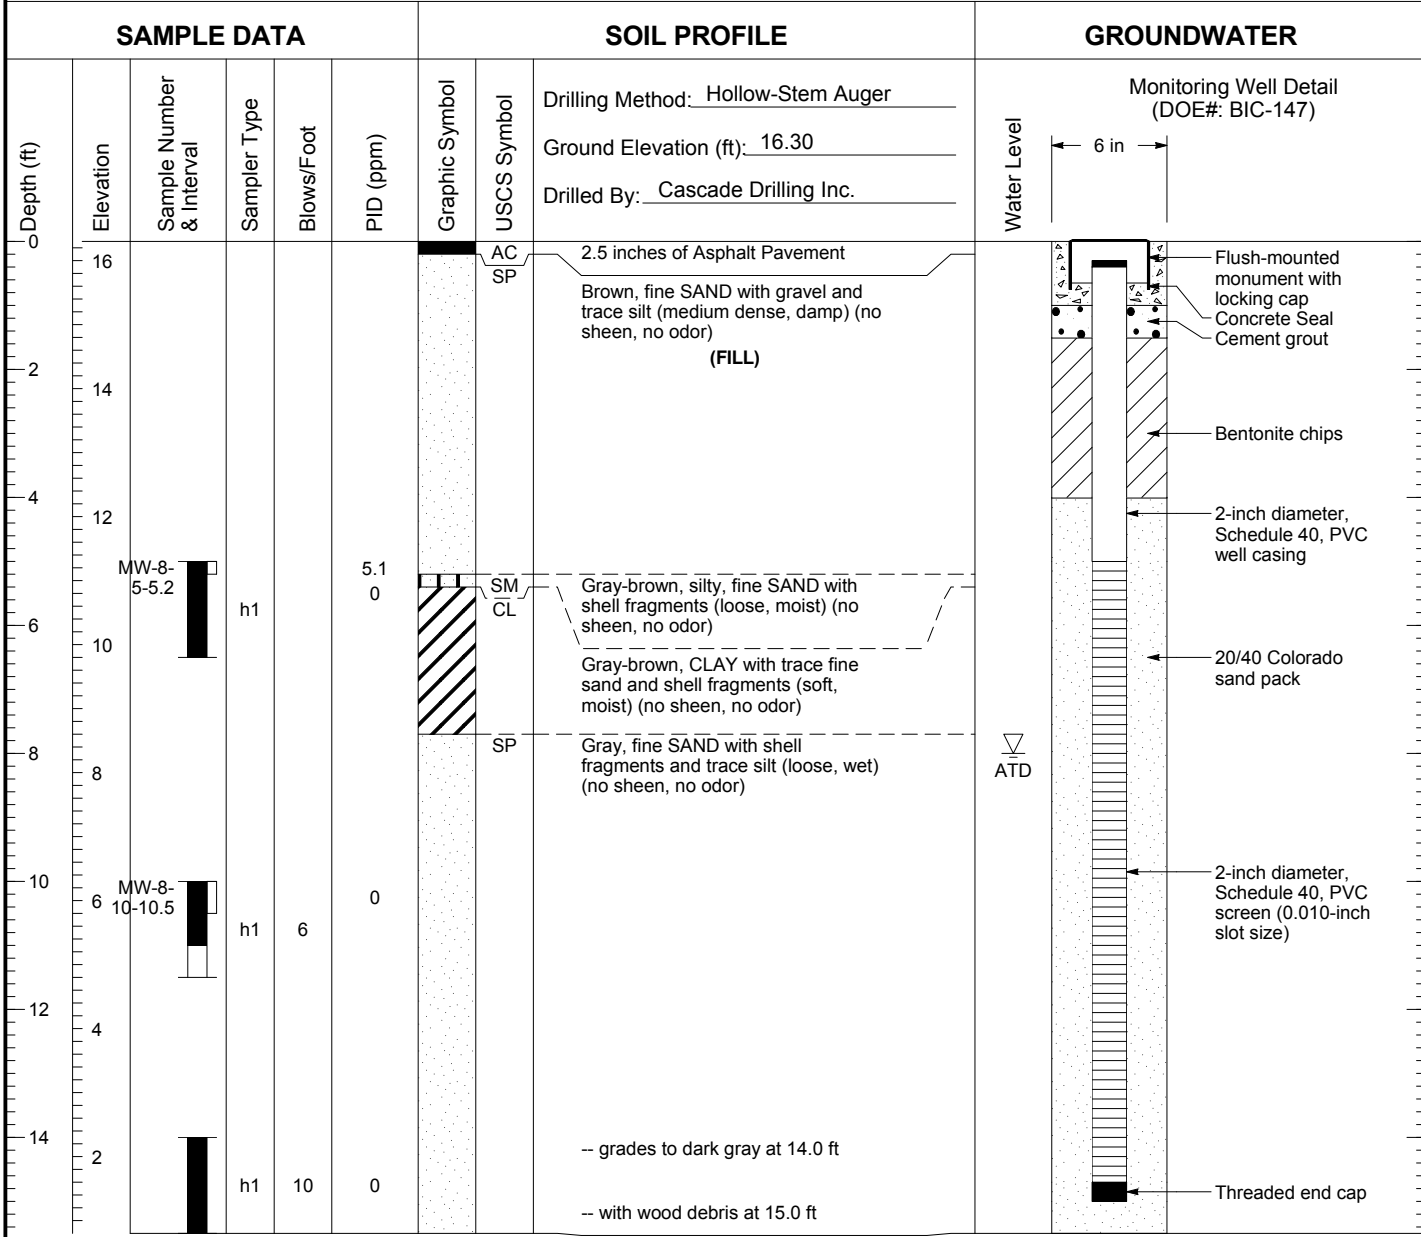 SAMPLE DATA
SOIL PROFILE
GROUNDWATER
Depth (ft)
Elevation
Sample Number
& Interval
Sampler Type
Blows/Foot
PID (ppm)
Graphic Symbol
USCS Symbol
Drilling Method: Hollow-Stem Auger
Ground Elevation (ft): 16.30
Drilled By: Cascade Drilling Inc.
Water Level
Monitoring Well Detail
(DOE#: BIC-147)
6 in
0
2
4
6
8
10
12
14
16
14
12
10
8
6
4
2
MW-8-
5-5.2
h1
5.1
0
MW-8-
10-10.5
h1
6
0
h1
10
0
AC
SP
SM
CL
SP
2.5 inches of Asphalt Pavement
Brown, fine SAND with gravel and
trace silt (medium dense, damp) (no
sheen, no odor)
(FILL)
Gray-brown, silty, fine SAND with
shell fragments (loose, moist) (no
sheen, no odor)
Gray-brown, CLAY with trace fine
sand and shell fragments (soft,
moist) (no sheen, no odor)
Gray, fine SAND with shell
fragments and trace silt (loose, wet)
(no sheen, no odor)
-- grades to dark gray at 14.0 ft
-- with wood debris at 15.0 ft
ATD
Flush-mounted
monument with
locking cap
Concrete Seal
Cement grout
Bentonite chips
2-inch diameter,
Schedule 40, PVC
well casing
20/40 Colorado
sand pack
2-inch diameter,
Schedule 40, PVC
screen (0.010-inch
slot size)
Threaded end cap